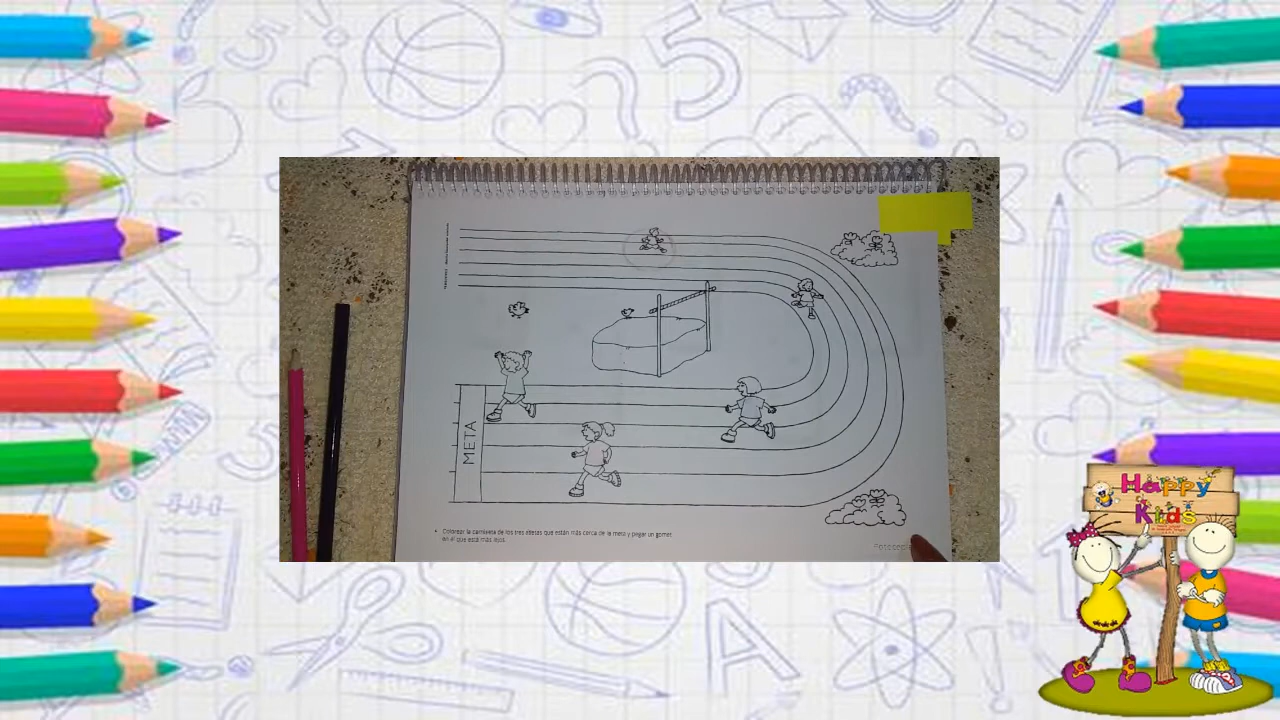 META
• Colorear la camiseta de los tres atletas que están más cerca de la meta y pegar un gomet
en el que está más lejos.
Happy
Kids